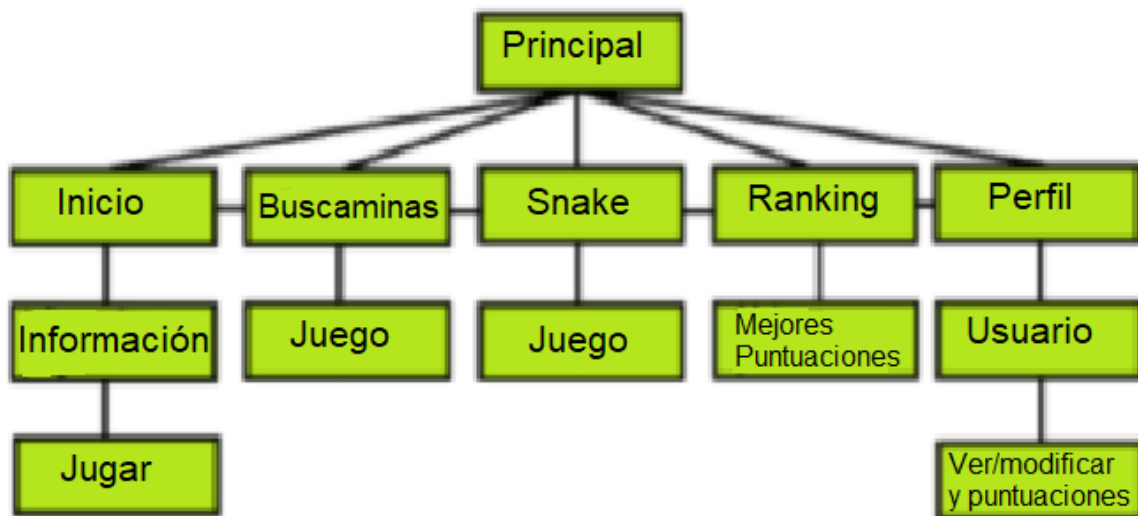 Principal
Inicio
Buscaminas
Snake
Ranking
Perfil
Información
Juego
Juego
Mejores
Puntuaciones
Usuario
Jugar
Ver/modificar
y puntuaciones